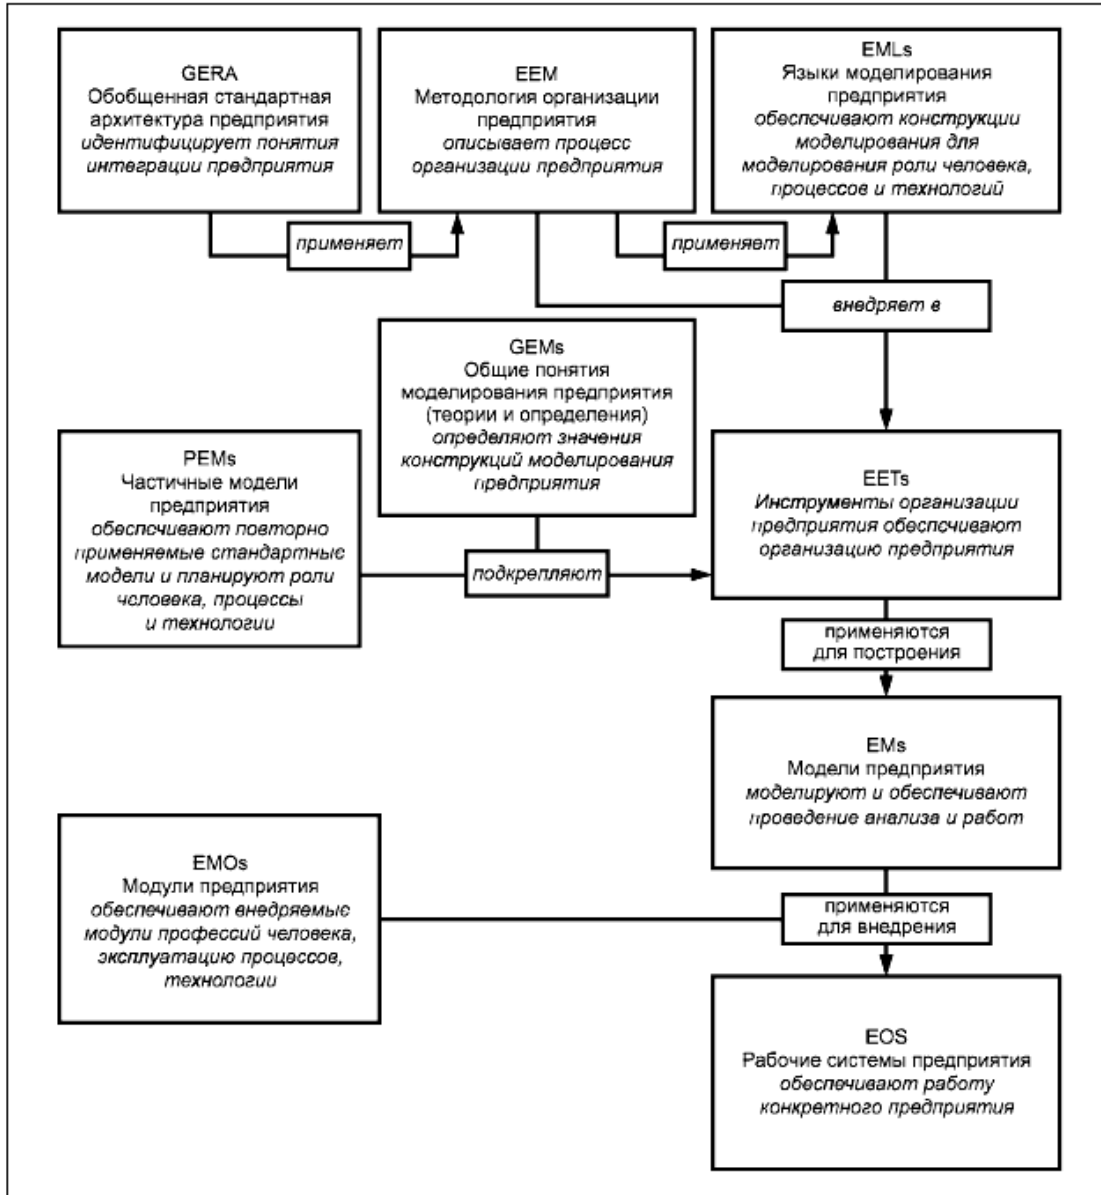 GERA
Обобщенная стандартная
архитектура предприятия
идентифицирует понятия
интеграции предприятия
EEM
Методология организации
предприятия
описывает процесс
организации предприятия
EMLs
Языки моделирования
предприятия
обеспечивают конструкции
моделирования для
моделирования роли человека,
процессов и технологий
применяет
применяет
внедряет в
GEMs
Общие понятия
моделирования предприятия
(теории и определения)
определяют значения
конструкций моделирования
предприятия
PEMs
Частичные модели
предприятия
обеспечивают повторно
применяемые стандартные
модели и планируют роли
человека, процессы
и технологии
EETs
Инструменты организации
предприятия обеспечивают
организацию предприятия
подкрепляют
применяются
для построения
EMs
Модели предприятия
моделируют и обеспечивают
проведение анализа и работ
EMOs
Модули предприятия
обеспечивают внедряемые
модули профессий человека,
эксплуатацию процессов,
технологии
применяются
для внедрения
EOS
Рабочие системы предприятия
обеспечивают работу
конкретного предприятия